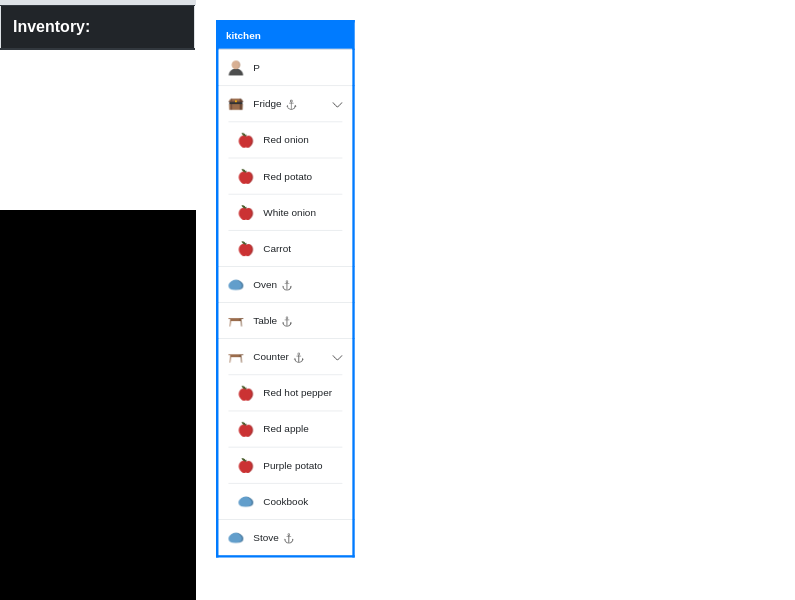 Inventory:
kitchen
P
Fridge
Red onion
Red potato
White onion
Carrot
Oven
Table
Counter
Red hot pepper
Red apple
Purple potato
Cookbook
Stove